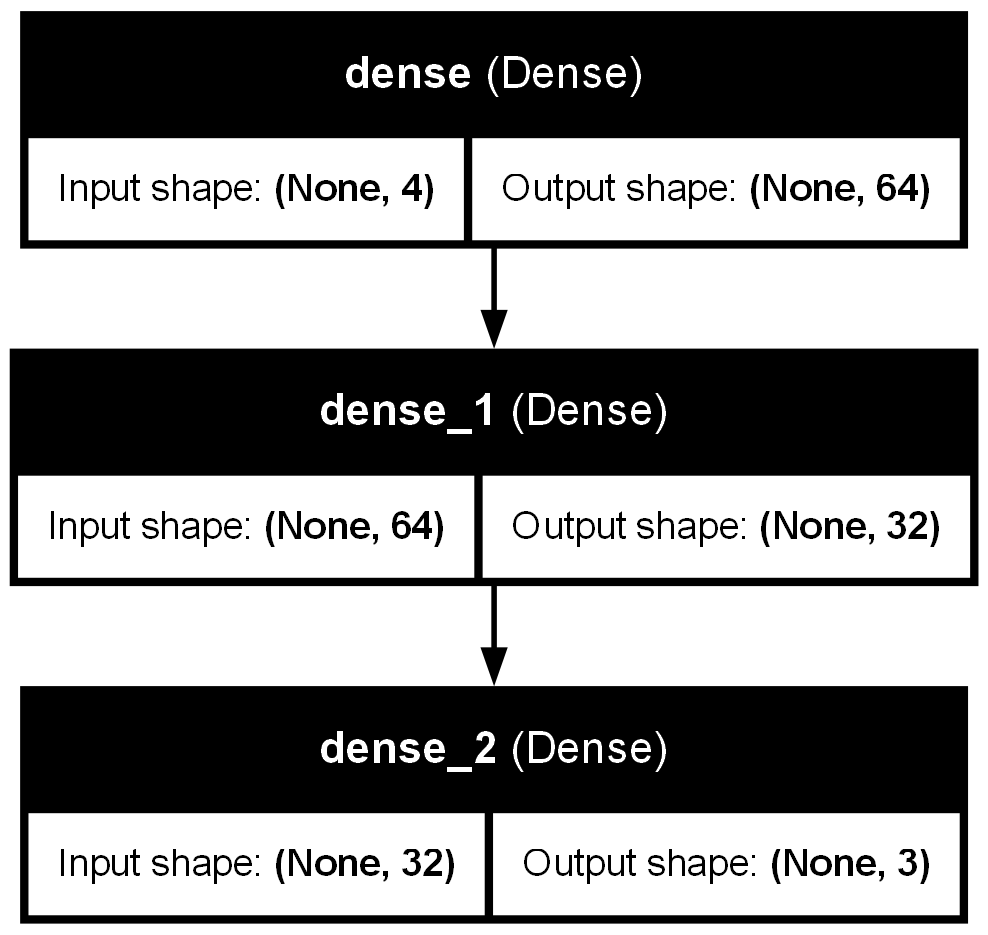 dense (Dense)
Input shape: (None, 4) Output shape: (None, 64)
dense_1 (Dense)
Input shape: (None, 64) Output shape: (None, 32)
dense_2 (Dense)
Input shape: (None, 32) Output shape: (None, 3)